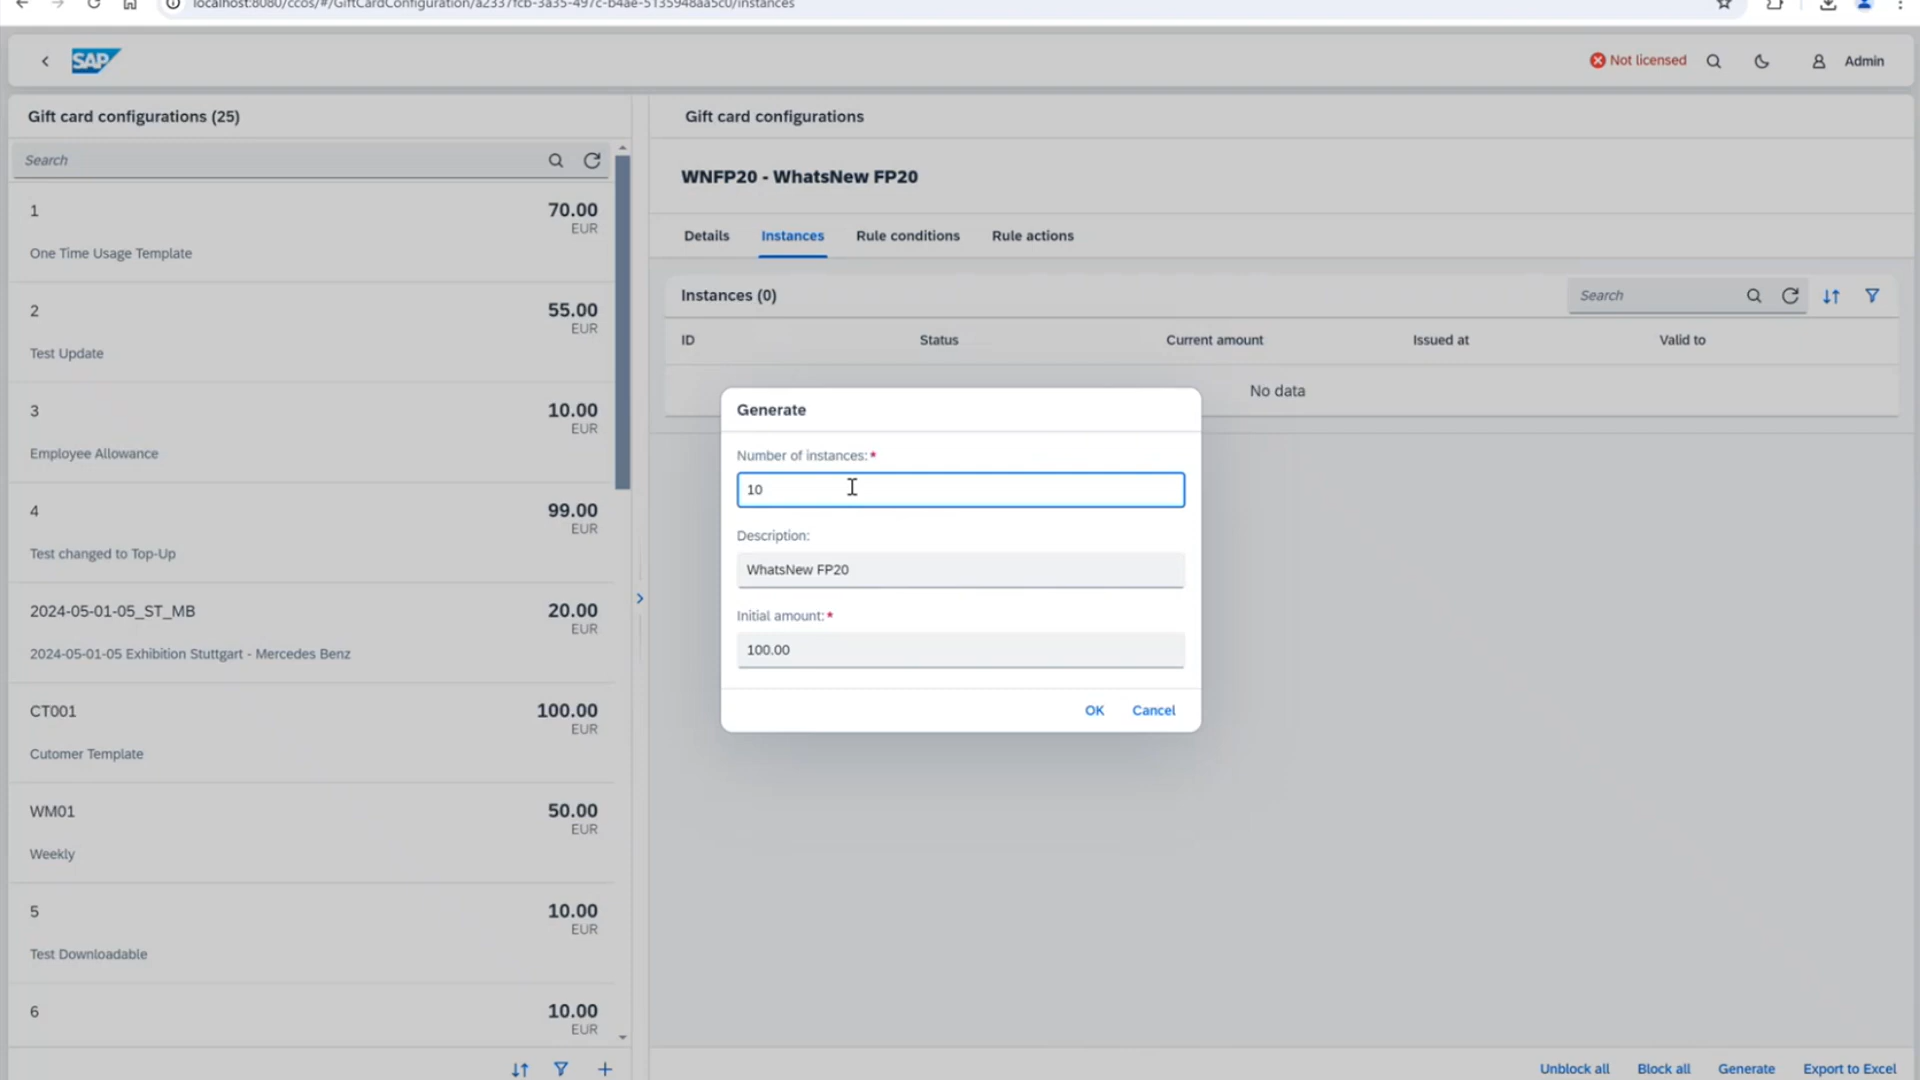 localhost:8080/ccos/#/GiftCardConfiguration/a2337fcb-3a35-497c-b4ae-5135948aa5c0/instances
SAP
Not licensed
Admin
Gift card configurations (25)
Search
1
70.00
EUR
One Time Usage Template
2
55.00
EUR
Test Update
3
10.00
EUR
Employee Allowance
4
99.00
EUR
Test changed to Top-Up
2024-05-01-05_ST_MB
20.00
EUR
2024-05-01-05 Exhibition Stuttgart - Mercedes Benz
CT001
100.00
EUR
Cutomer Template
WM01
50.00
EUR
Weekly
5
10.00
EUR
Test Downloadable
6
10.00
EUR
Gift card configurations
WNFP20 - WhatsNew FP20
Details Instances Rule conditions Rule actions
Instances (0)
Search
ID Status Current amount Issued at Valid to
No data
Generate
Number of instances:*
10
Description:
WhatsNew FP20
Initial amount:*
100.00
OK Cancel
Unblock all Block all Generate Export to Excel